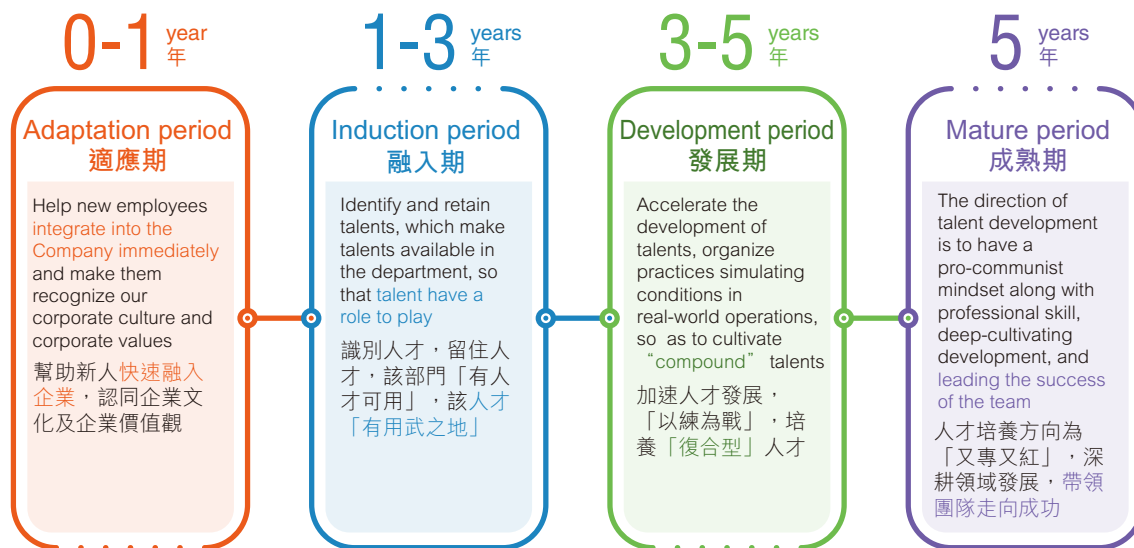 0-1 year
年
Adaptation period
適應期
Help new employees
integrate into the
Company immediately
and make them
recognize our
corporate culture and
corporate values
幫助新人快速融入
企業，認同企業文
化及企業價值觀
1-3 years
年
Induction period
融入期
Identify and retain
talents, which make
talents available in
the department, so
that talent have a
role to play
識別人才，留住人
才，該部門「有人
才可用」，該人才
「有用武之地」
3-5 years
年
Development period
發展期
Accelerate the
development of
talents, organize
practices simulating
conditions in
real-world operations,
so as to cultivate
“compound” talents
加速人才發展，
「以練為戰」，培
養「復合型」人才
5 years
年
Mature period
成熟期
The direction of
talent development
is to have a
pro-communist
mindset along with
professional skill,
deep-cultivating
development, and
leading the success
of the team
人才培養方向為
「又專又紅」，深
耕領域發展，帶領
團隊走向成功